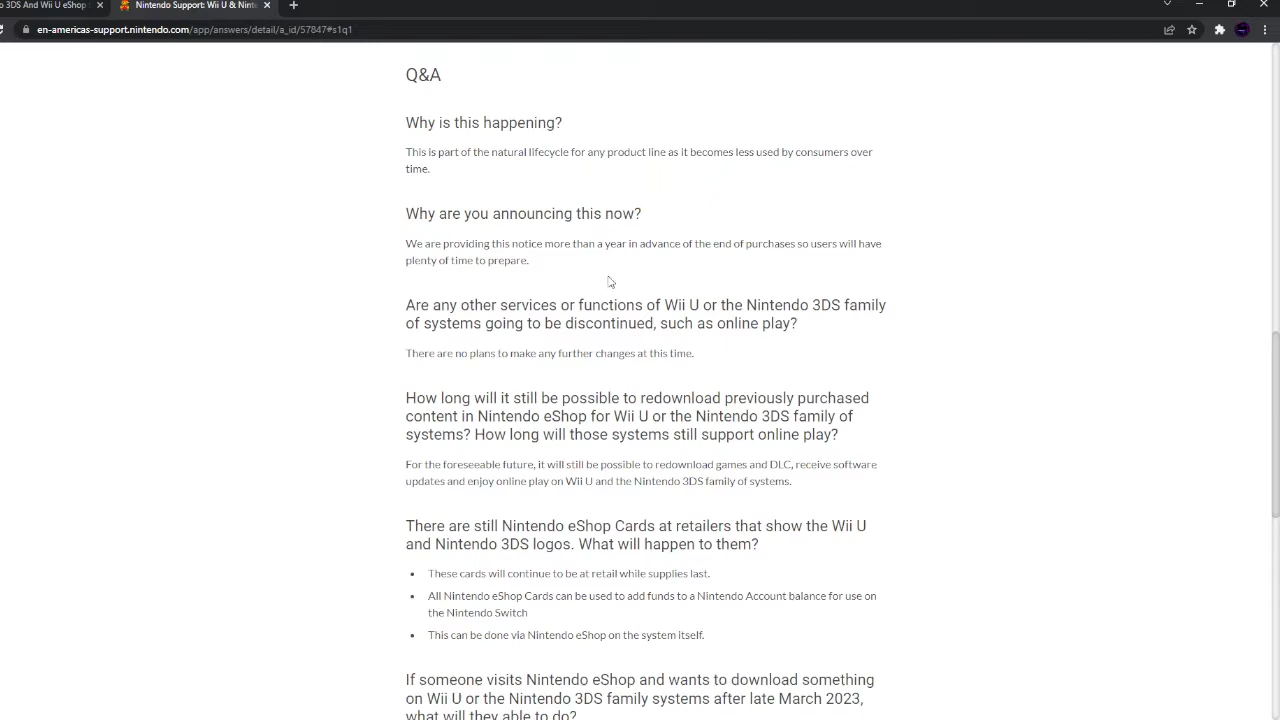 o 3DS And Wii U eShop
Nintendo Support: Wii U & Nint
en-americas-support.nintendo.com/app/answers/detail/a_id/57847#s1q1
Q&A
Why is this happening?
This is part of the natural lifecycle for any product line as it becomes less used by consumers over
time.
Why are you announcing this now?
We are providing this notice more than a year in advance of the end of purchases so users will have
plenty of time to prepare.
Are any other services or functions of Wii U or the Nintendo 3DS family
of systems going to be discontinued, such as online play?
There are no plans to make any further changes at this time.
How long will it still be possible to redownload previously purchased
content in Nintendo eShop for Wii U or the Nintendo 3DS family of
systems? How long will those systems still support online play?
For the foreseeable future, it will still be possible to redownload games and DLC, receive software
updates and enjoy online play on Wii U and the Nintendo 3DS family of systems.
There are still Nintendo eShop Cards at retailers that show the Wii U
and Nintendo 3DS logos. What will happen to them?
• These cards will continue to be at retail while supplies last.
• All Nintendo eShop Cards can be used to add funds to a Nintendo Account balance for use on
the Nintendo Switch
• This can be done via Nintendo eShop on the system itself.
If someone visits Nintendo eShop and wants to download something
on Wii U or the Nintendo 3DS family systems after late March 2023,
what will they able to do?